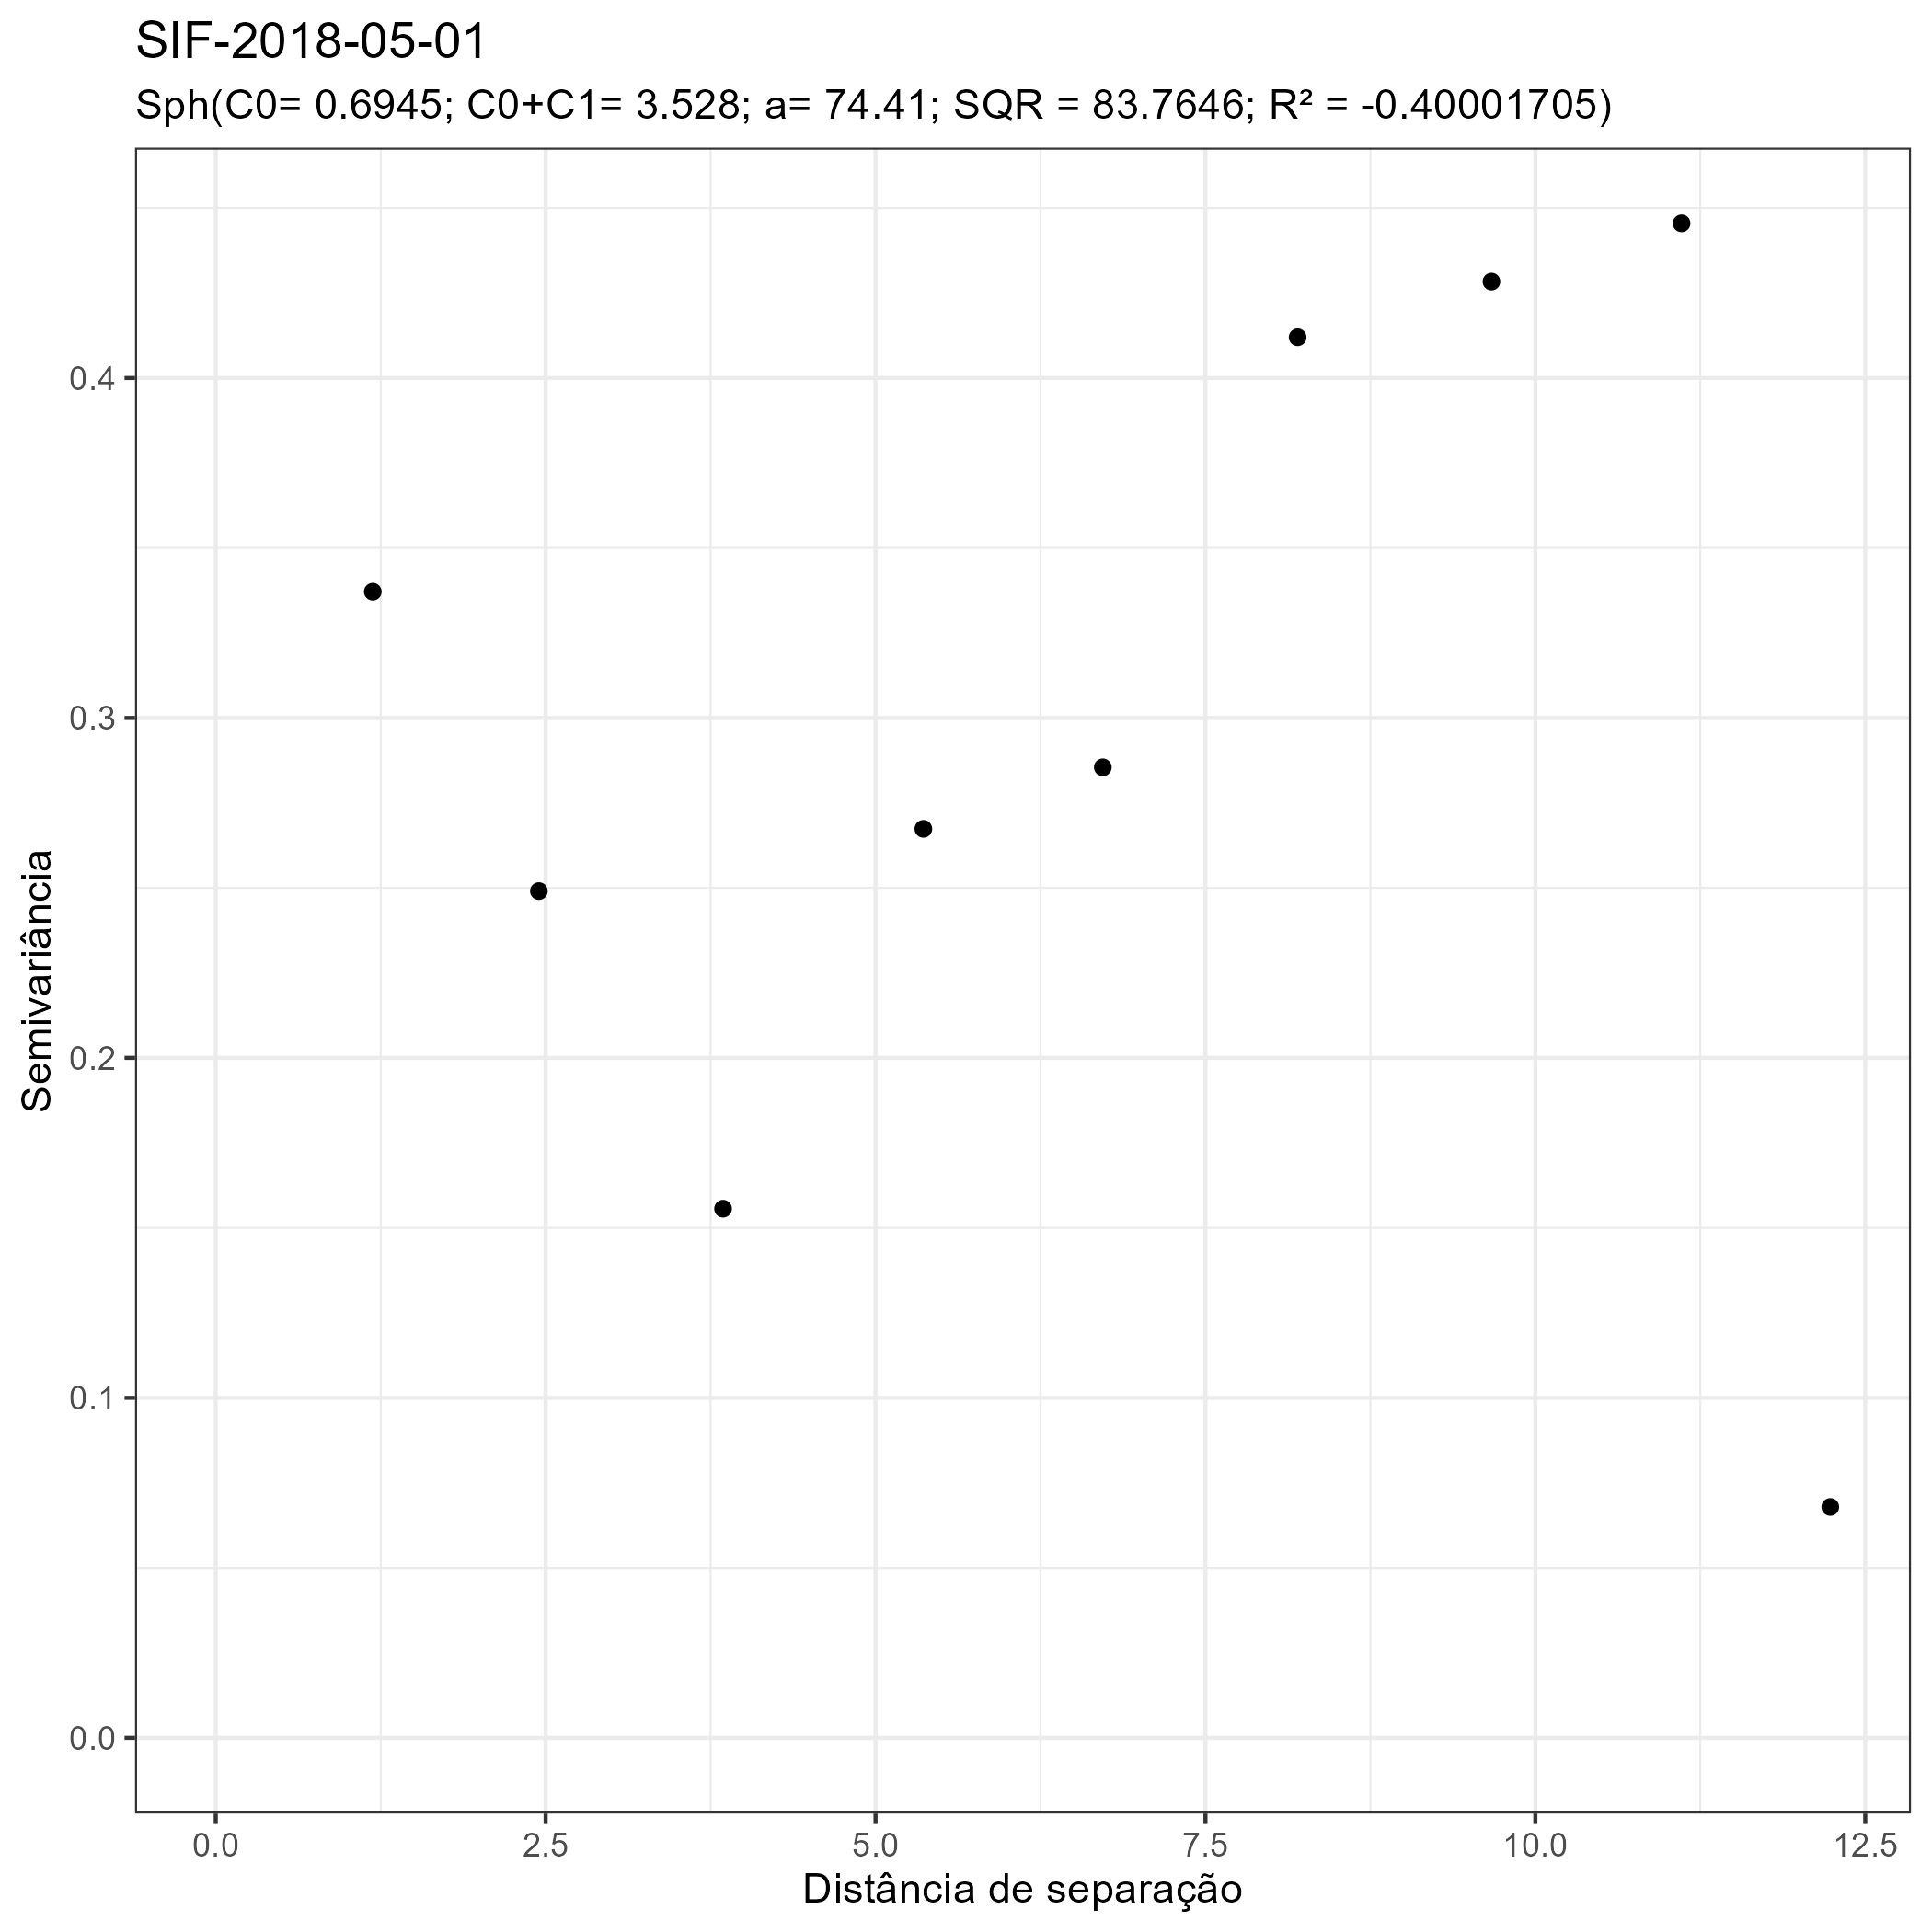 SIF-2018-05-01
Sph(C0= 0.6945; C0+C1= 3.528; a= 74.41; SQR = 83.7646; R² = -0.40001705)
Semivariância
0.4
0.3
0.2
0.1
0.0
0.0 2.5 5.0 7.5 10.0 12.5
Distância de separação